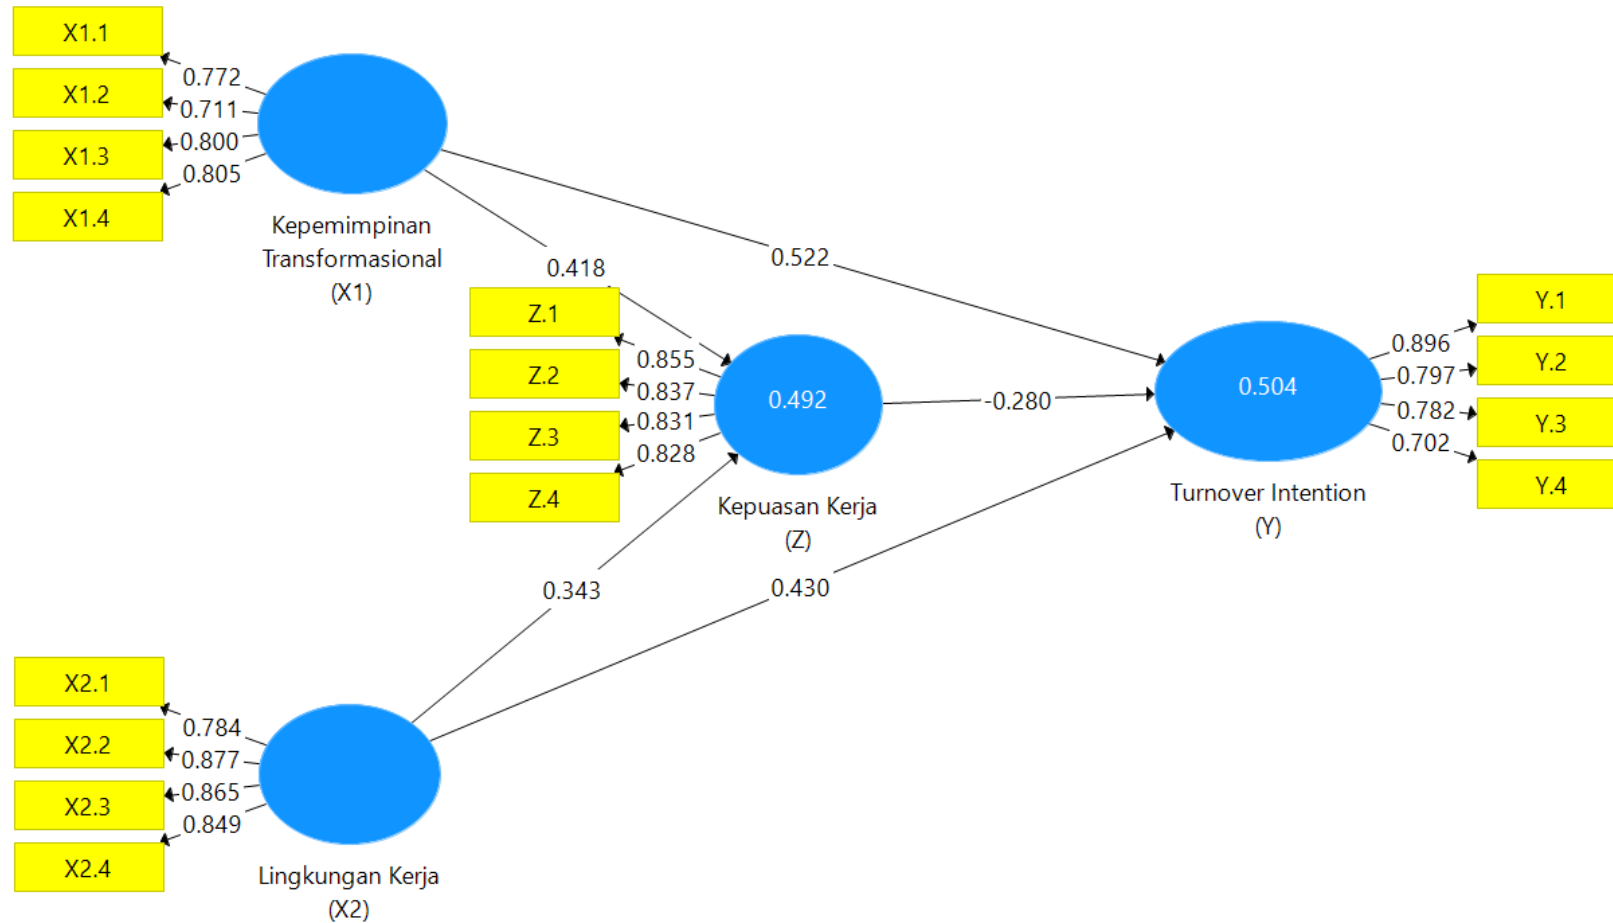 X1.1
0.772
X1.2
0.711
X1.3
0.800
X1.4
0.805
Kepemimpinan
Transformasional
(X1)
0.522
0.418
Z.1
0.855
Z.2
0.837
Z.3
0.831
Z.4
0.828
0.492
Kepuasan Kerja
(Z)
-0.280
0.504
Turnover Intention
(Y)
Y.1
0.896
Y.2
0.797
Y.3
0.782
Y.4
0.702
0.343
0.430
X2.1
0.784
X2.2
0.877
X2.3
0.865
X2.4
0.849
Lingkungan Kerja
(X2)